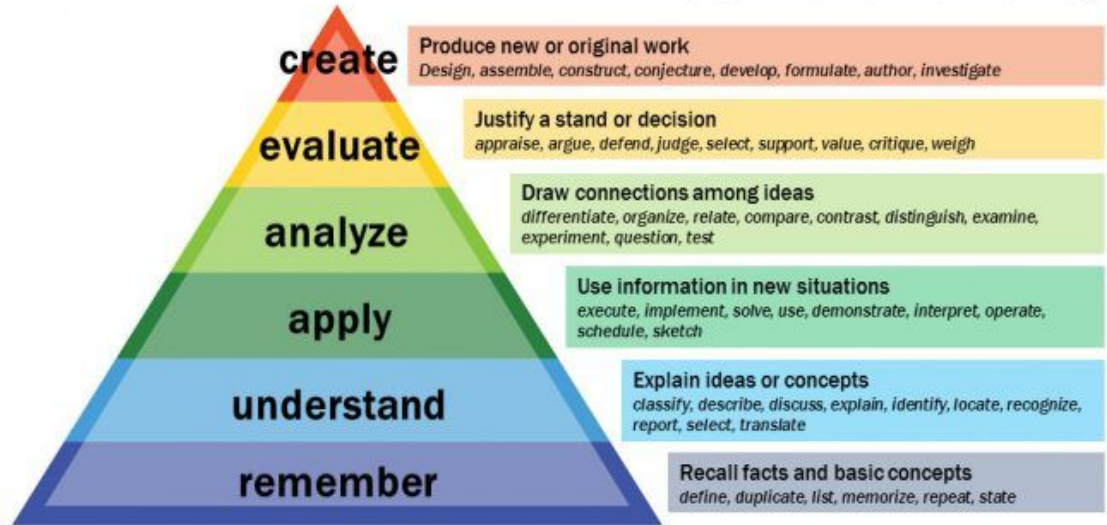 create
Produce new or original work
Design, assemble, construct, conjecture, develop, formulate, author, investigate
evaluate
Justify a stand or decision
appraise, argue, defend, judge, select, support, value, critique, weigh
analyze
Draw connections among ideas
differentiate, organize, relate, compare, contrast, distinguish, examine,
experiment, question, test
apply
Use information in new situations
execute, implement, solve, use, demonstrate, interpret, operate,
schedule, sketch
understand
Explain ideas or concepts
classify, describe, discuss, explain, identify, locate, recognize,
report, select, translate
remember
Recall facts and basic concepts
define, duplicate, list, memorize, repeat, state